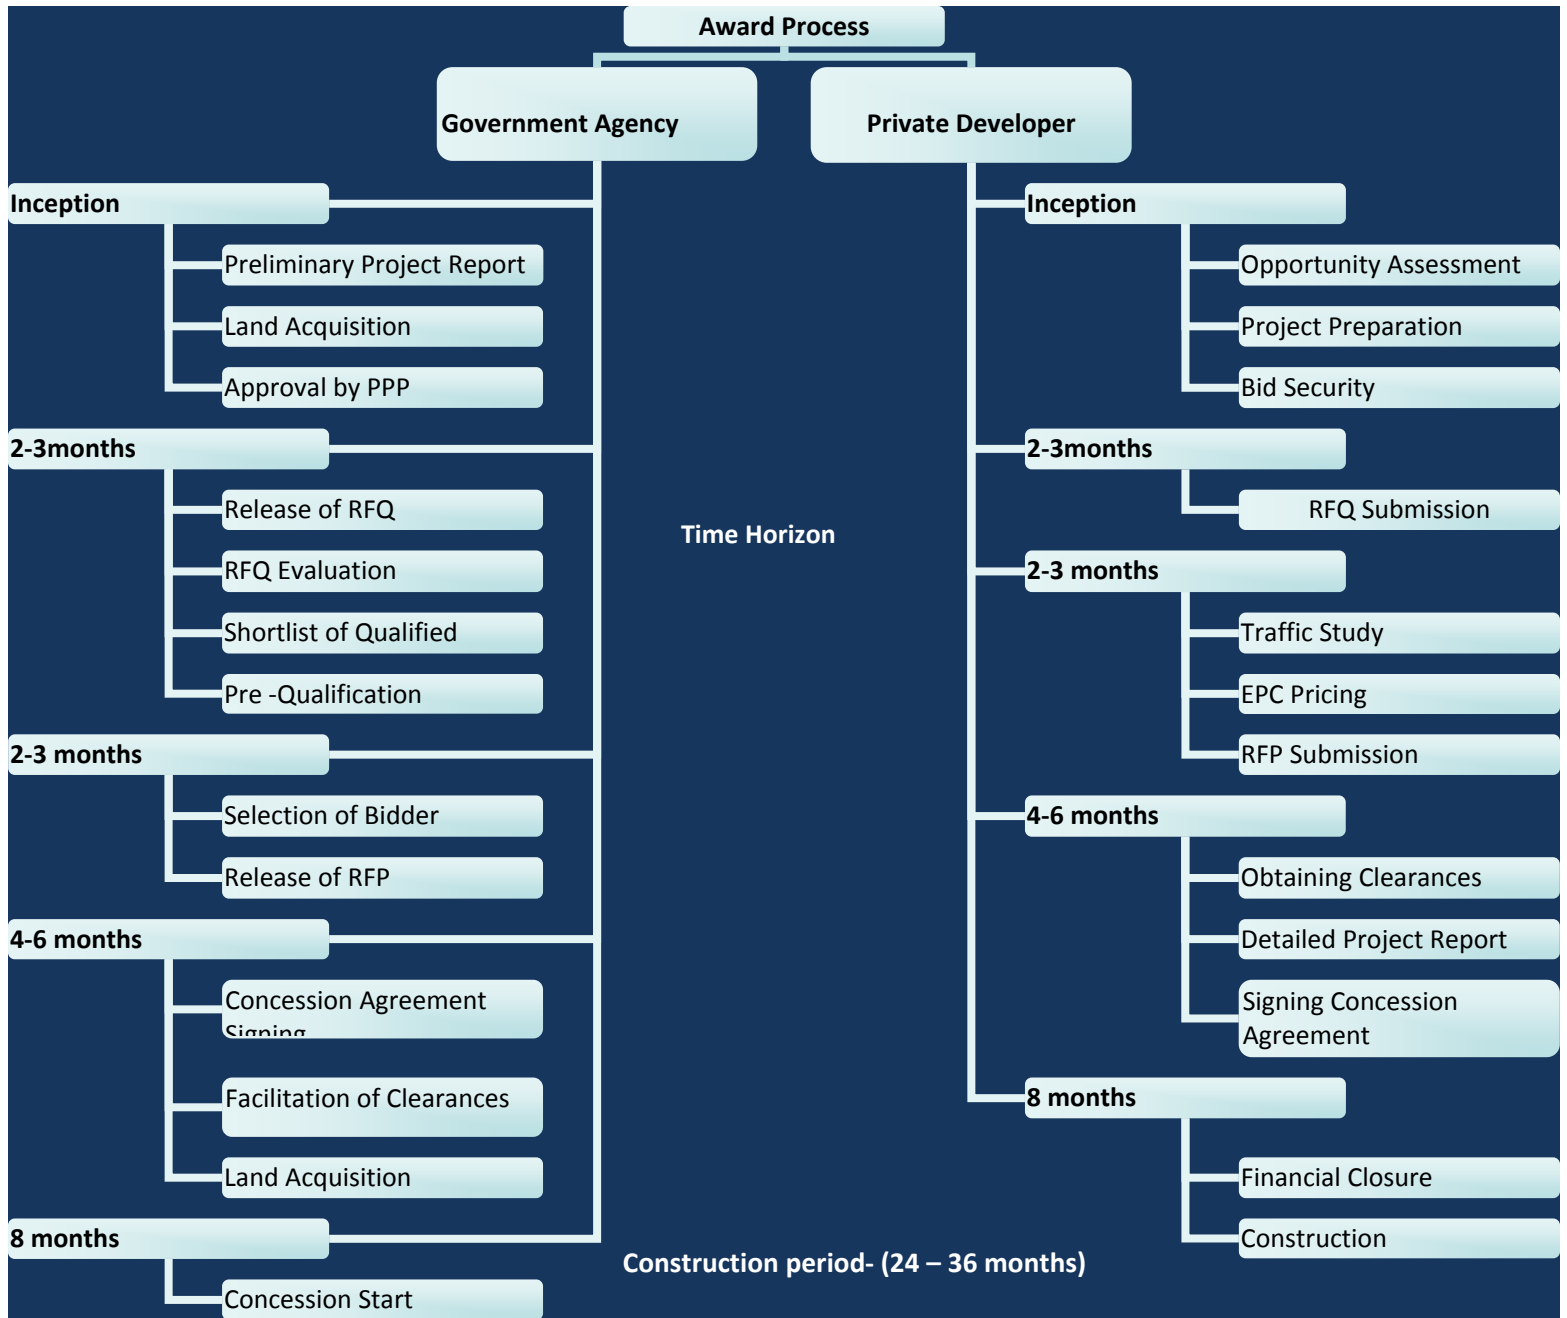 Award Process
Government Agency
Private Developer
Inception
Preliminary Project Report
Land Acquisition
Approval by PPP
2-3months
Release of RFQ
RFQ Evaluation
Shortlist of Qualified
Pre -Qualification
2-3 months
Selection of Bidder
Release of RFP
4-6 months
Concession Agreement
Signing
Facilitation of Clearances
Land Acquisition
8 months
Concession Start
Time Horizon
Construction period- (24 – 36 months)
Inception
Opportunity Assessment
Project Preparation
Bid Security
2-3months
RFQ Submission
2-3 months
Traffic Study
EPC Pricing
RFP Submission
4-6 months
Obtaining Clearances
Detailed Project Report
Signing Concession
Agreement
8 months
Financial Closure
Construction